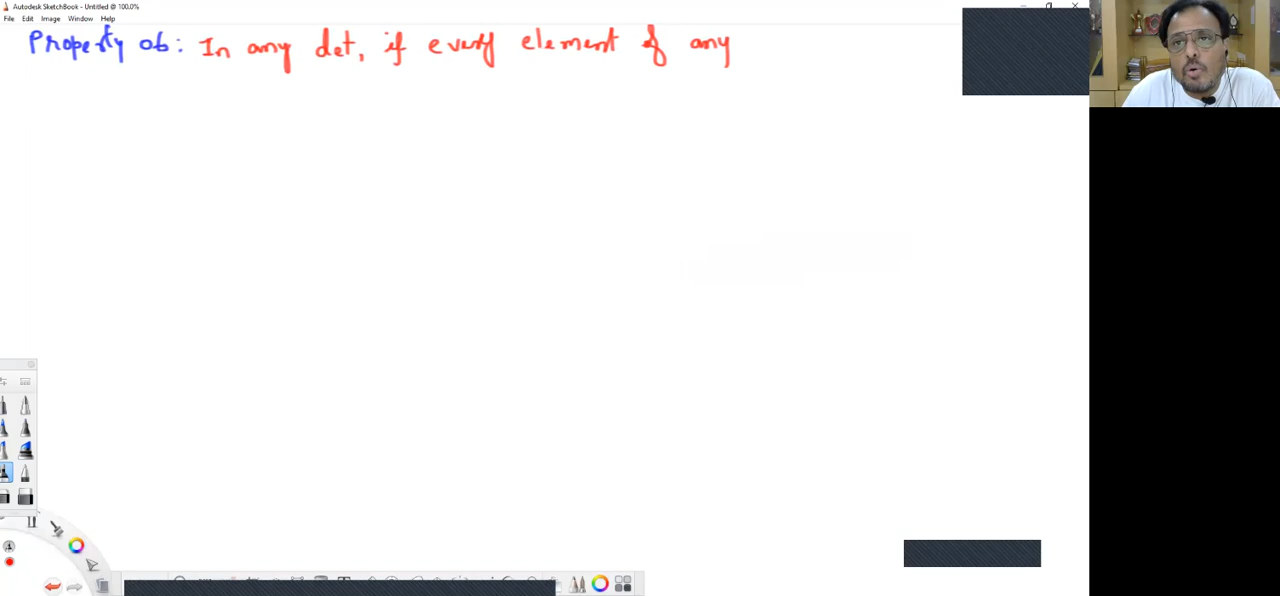 Autodesk SketchBook - Untitled @ 100.0%
File Edit Image Window Help
Property 06: In any det, if every element of any